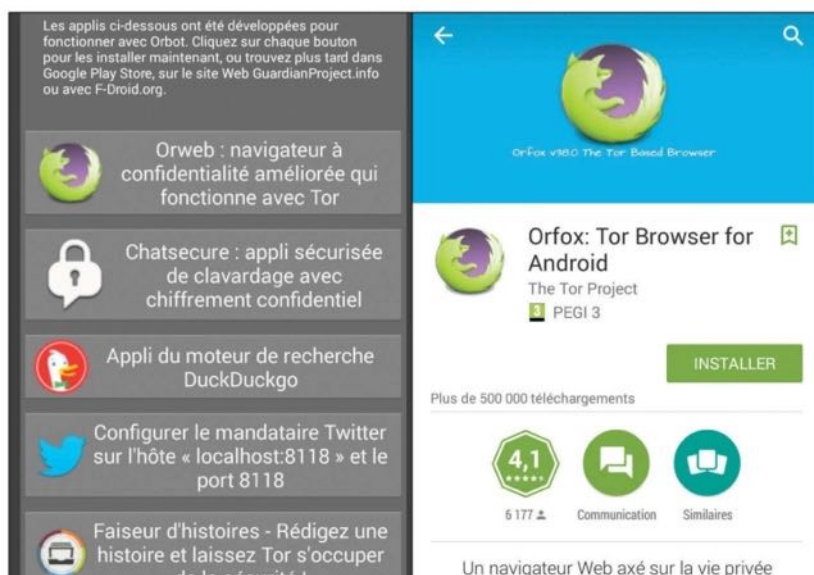 Les applis ci-dessous ont été développées pour
fonctionner avec Orbot. Cliquez sur chaque bouton
pour les installer maintenant, ou trouvez plus tard dans
Google Play Store, sur le site Web GuardianProject.info
ou avec F-Droid.org.
Orweb : navigateur à
confidentialité améliorée qui
fonctionne avec Tor
Chatsecure : appli sécurisée
de clavardage avec
chiffrement confidentiel
Appli du moteur de recherche
DuckDuckgo
Configurer le mandataire Twitter
sur l'hôte « localhost:8118 » et le
port 8118
Faiseur d'histoires - Rédigez une
histoire et laissez Tor s'occuper
de la sécurité !
Orfox v38.0 The Tor Based Browser
Orfox: Tor Browser for
Android
The Tor Project
3 PEGI 3
INSTALLER
Plus de 500 000 téléchargements
4,1
6 177
Communication
Similaires
Un navigateur Web axé sur la vie privée